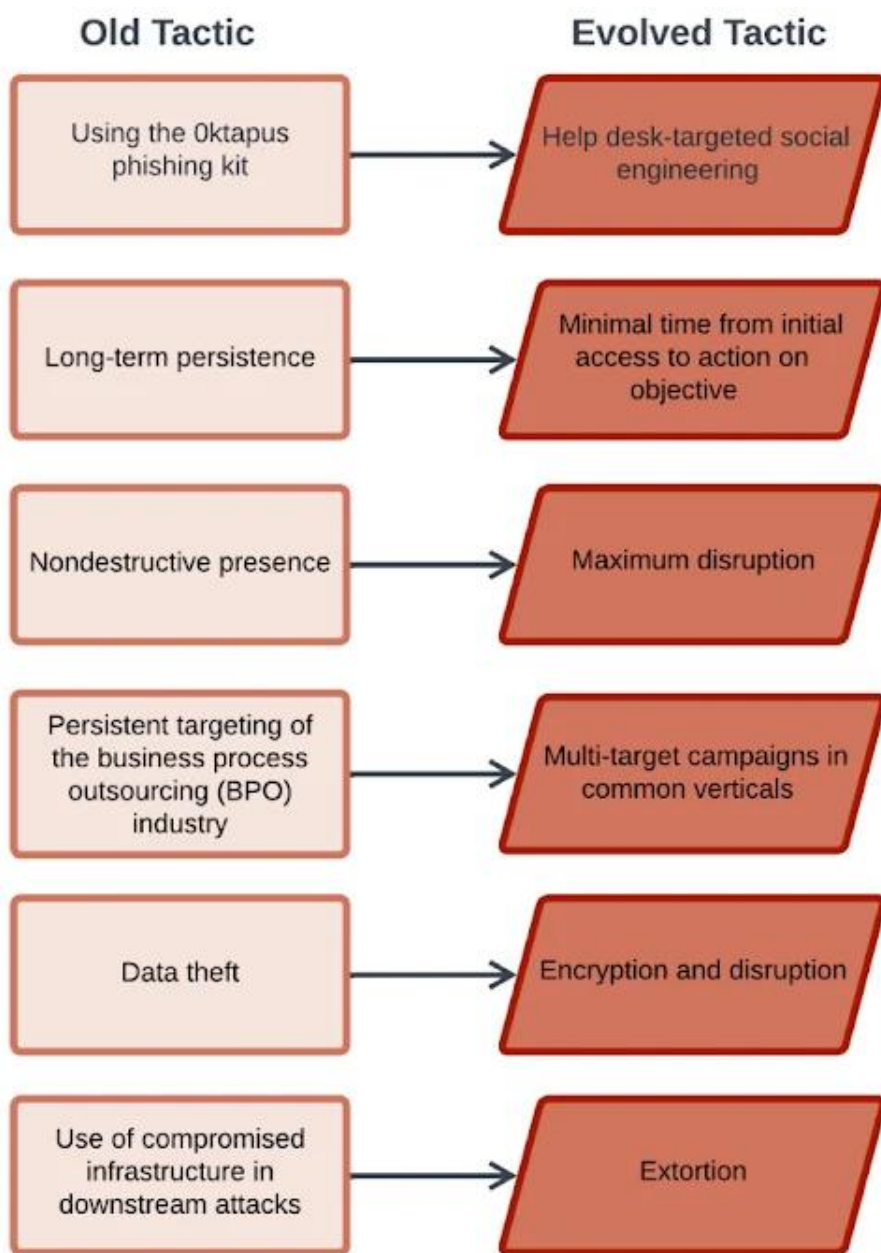 Old Tactic
Evolved Tactic
Using the 0ktapus
phishing kit
Help desk-targeted social
engineering
Long-term persistence
Minimal time from initial
access to action on
objective
Nondestructive presence
Maximum disruption
Persistent targeting of
the business process
outsourcing (BPO)
industry
Multi-target campaigns in
common verticals
Data theft
Encryption and disruption
Use of compromised
infrastructure in
downstream attacks
Extortion